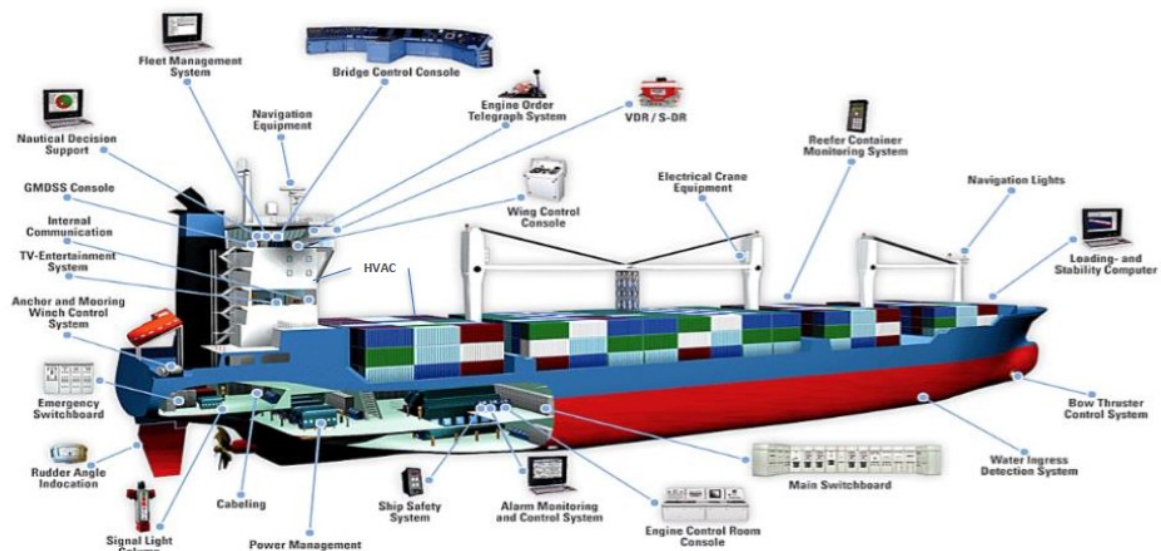 Fleet Management
System
Bridge Control Console
Engine Order
Telegraph System
VDR / S-DR
Nautical Decision
Support
Navigation
Equipment
Reefer Container
Monitoring System
GMDSS Console
Electrical Crane
Equipment
Navigation Lights
Wing Control
Console
Internal
Communication
TV-Entertainment
System
HVAC
Loading- and
Stability Computer
Anchor and Mooring
Winch Control
System
Emergency
Switchboard
Bow Thruster
Control System
Rudder Angle
Indocation
Water Ingress
Detection System
Main Switchboard
Cabeling
Ship Safety
System
Alarm Monitoring
and Control System
Engine Control Room
Console
Signal Light
Column
Power Management